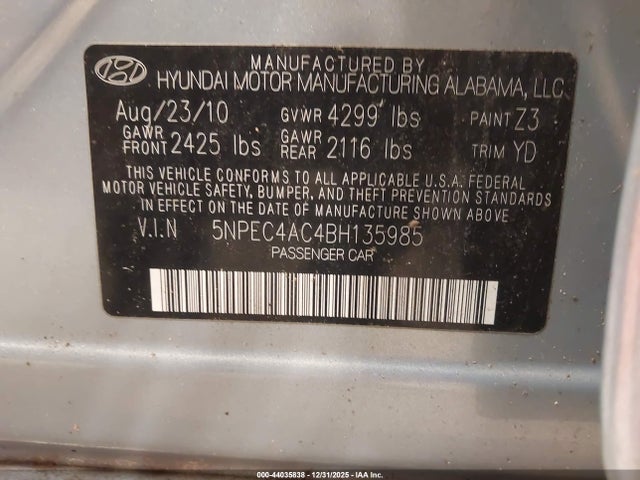 MANUFACTURED BY
HYUNDAI MOTOR MANUFACTURING ALABAMA, LLC
Aug/23/10 GVWR 4299 lbs PAINT Z3
GAWR FRONT 2425 lbs GAWR REAR 2116 lbs TRIM YD
THIS VEHICLE CONFORMS TO ALL APPLICABLE U.S.A. FEDERAL
MOTOR VEHICLE SAFETY, BUMPER, AND THEFT PREVENTION STANDARDS
IN EFFECT ON THE DATE OF MANUFACTURE SHOWN ABOVE.
V.I.N 5NPEC4AC4BH135985
PASSENGER CAR
000-44035838 - 12/31/2025 - IAA Inc.